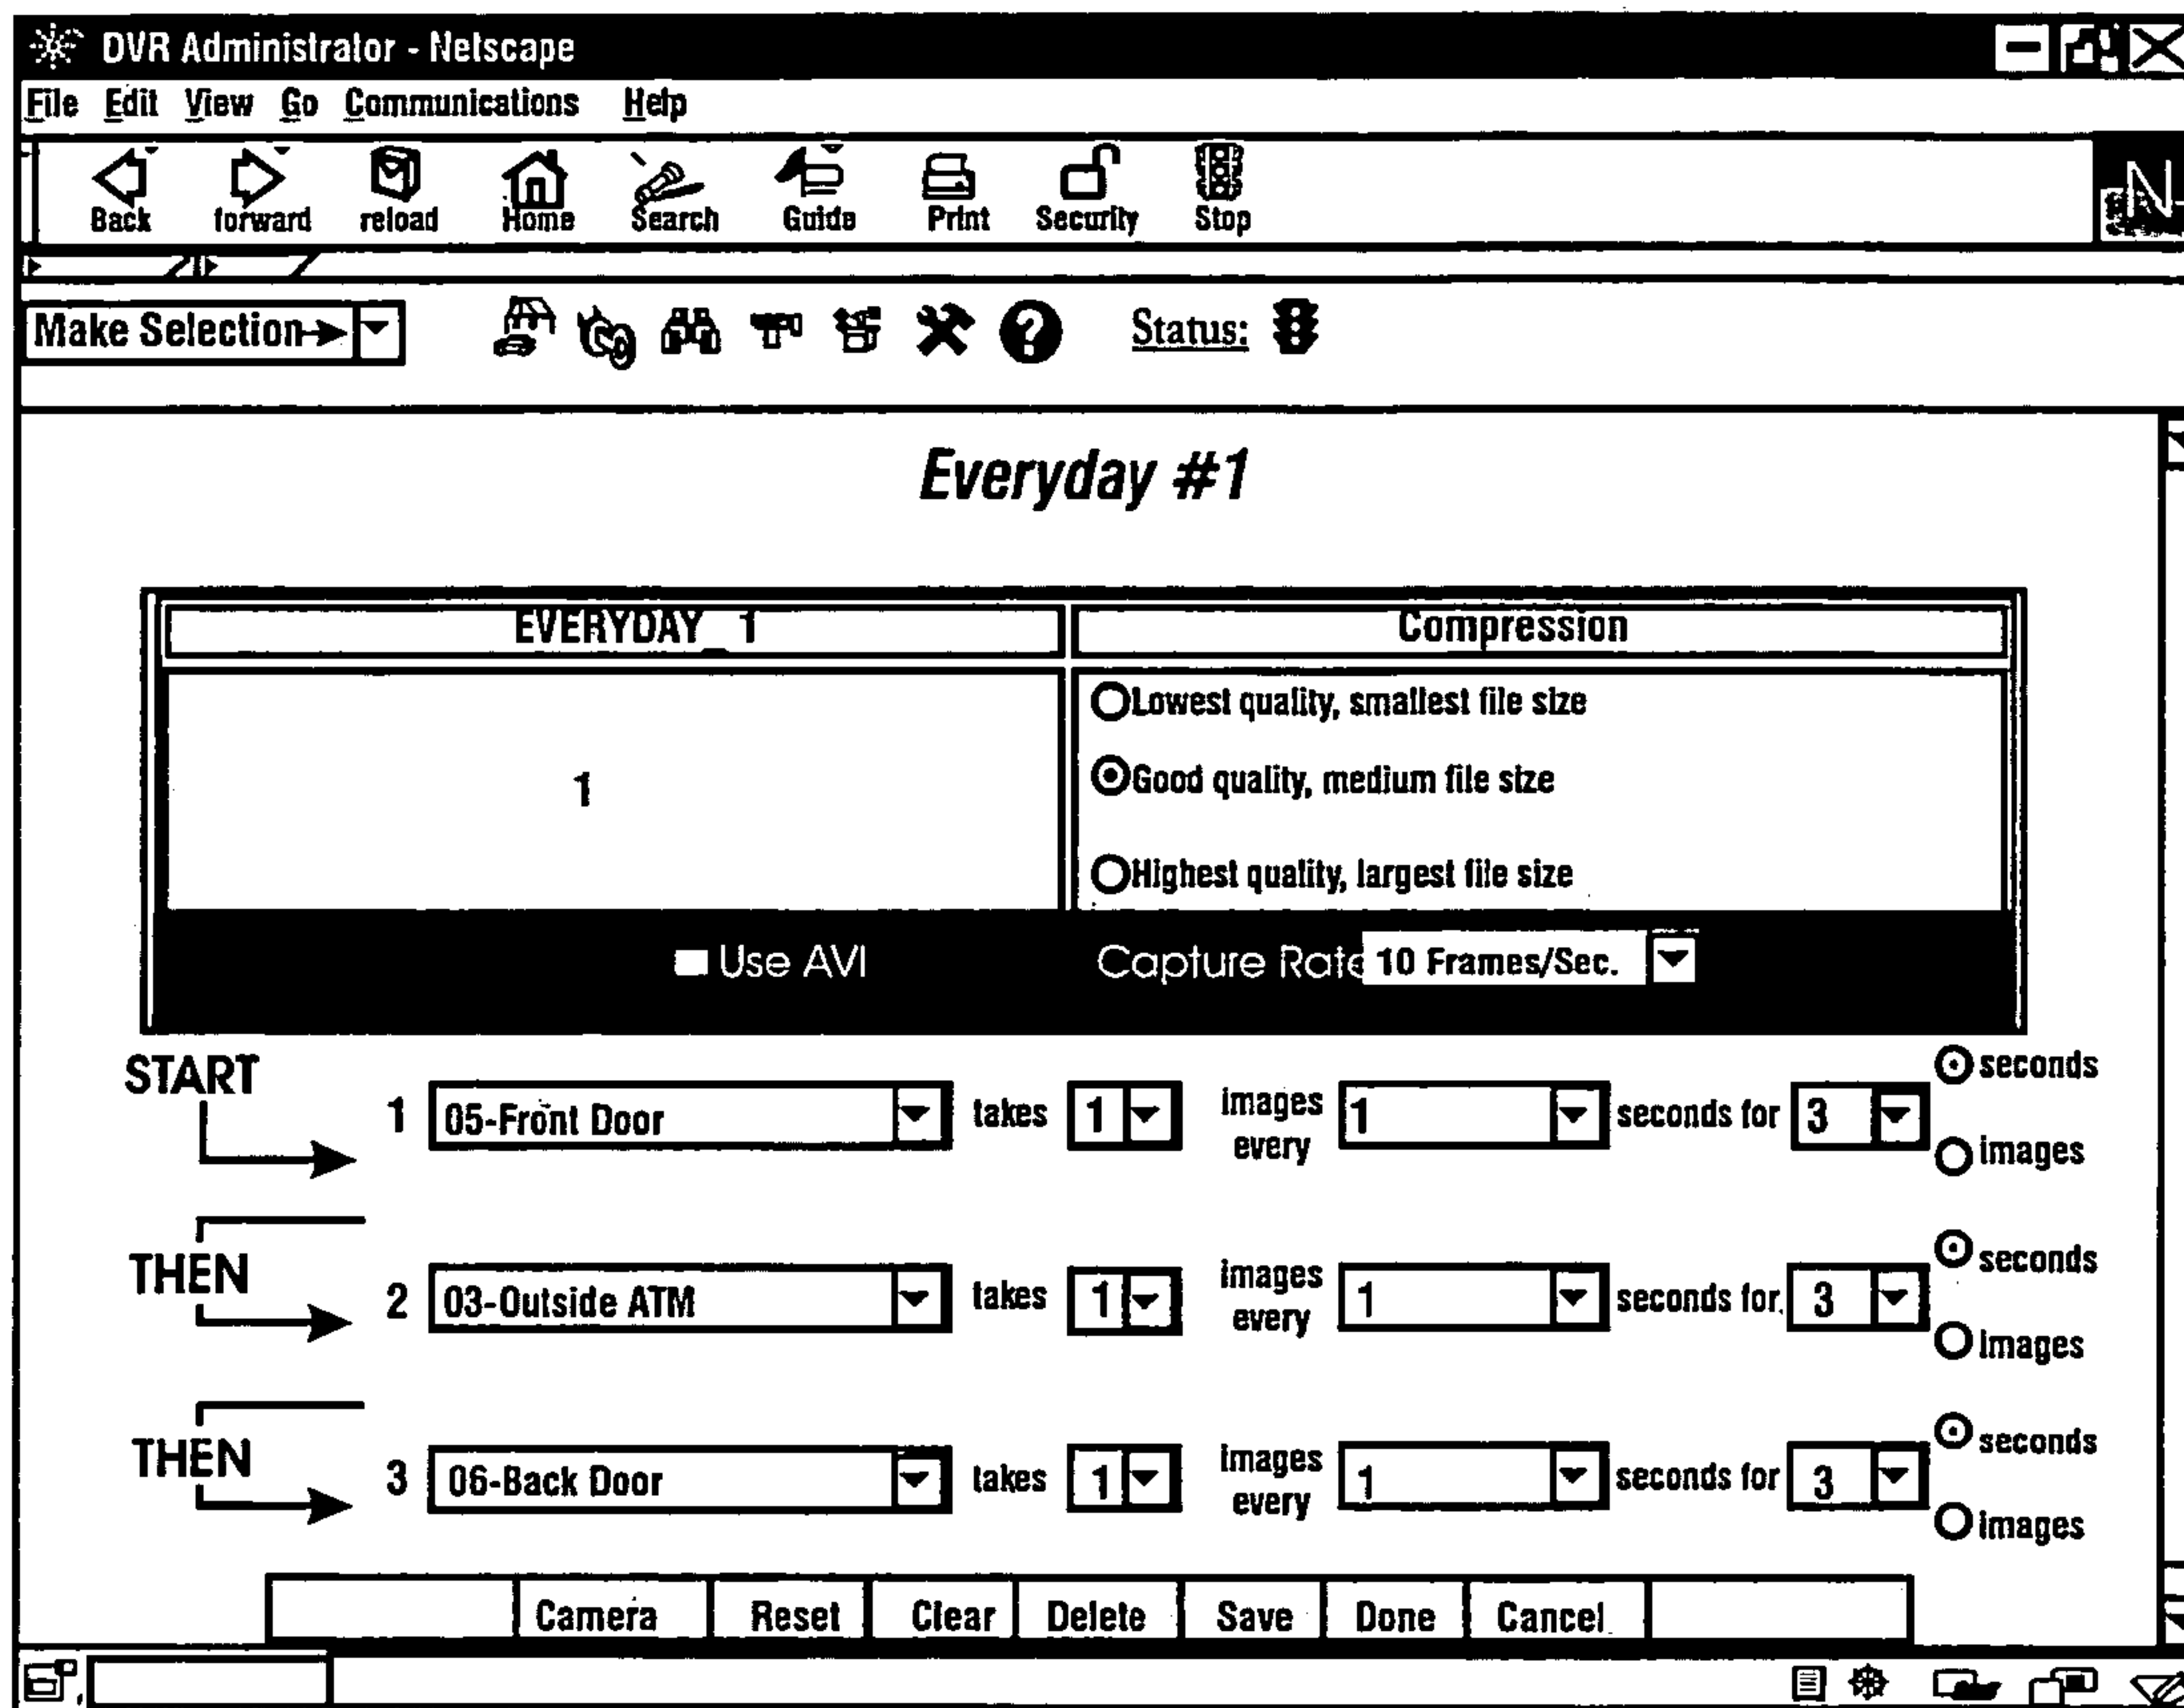 DVR Administrator - Netscape
File Edit View Go Communications Help
Back forward reload Home Search Guide Print Security Stop
N
Make Selection→ ? Status:
Everyday #1
EVERYDAY_1 Compression
Lowest quality, smallest file size
1 Good quality, medium file size
Highest quality, largest file size
Use AVI Capture Rate 10 Frames/Sec.
START 1 05-Front Door takes 1 images every 1 seconds for 3 seconds images
THEN 2 03-Outside ATM takes 1 images every 1 seconds for 3 seconds images
THEN 3 06-Back Door takes 1 images every 1 seconds for 3 seconds images
Camera Reset Clear Delete Save Done Cancel